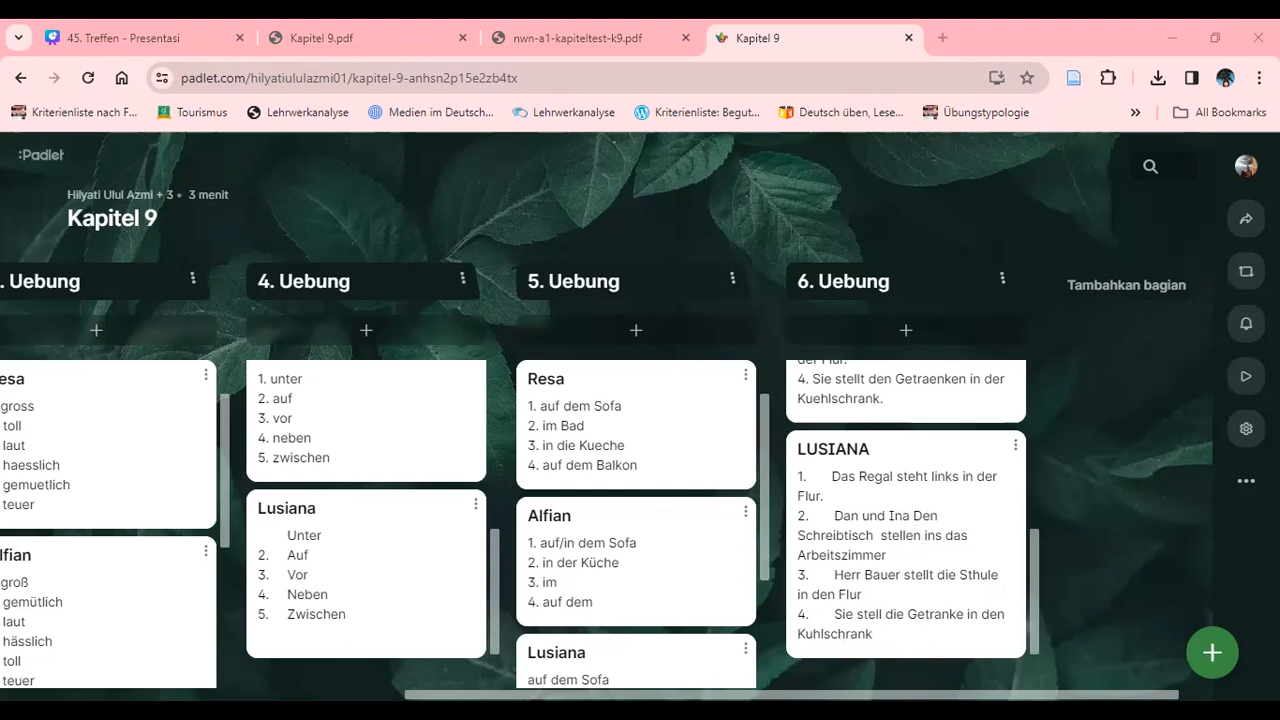 45. Treffen - Presentasi
Kapitel 9.pdf
nwn-a1-kapiteltest-k9.pdf
Kapitel 9
padlet.com/hilyatiululazmi01/kapitel-9-anhsn2p15e2zb4tx
Kriterienliste nach F...
Tourismus
Lehrwerkanalyse
Medien im Deutsch...
Lehrwerkanalyse
Kriterienliste: Begut...
Deutsch üben, Lese...
Übungstypologie
»
All Bookmarks
:Padlet
Hilyati Ulul Azmi + 3 • 3 menit
Kapitel 9
. Uebung
esa
gross
toll
laut
haesslich
gemuetlich
teuer
lfian
groß
gemütlich
laut
hässlich
toll
teuer
4. Uebung
1. unter
2. auf
3. vor
4. neben
5. zwischen
Lusiana
Unter
2. Auf
3. Vor
4. Neben
5. Zwischen
5. Uebung
Resa
1. auf dem Sofa
2. im Bad
3. in die Kueche
4. auf dem Balkon
Alfian
1. auf/in dem Sofa
2. in der Küche
3. im
4. auf dem
Lusiana
auf dem Sofa
6. Uebung
der Flur.
4. Sie stellt den Getraenken in der
Kuehlschrank.
LUSIANA
1. Das Regal steht links in der
Flur.
2. Dan und Ina Den
Schreibtisch stellen ins das
Arbeitszimmer
3. Herr Bauer stellt die Sthule
in den Flur
4. Sie stell die Getranke in den
Kuhlschrank
Tambahkan bagian